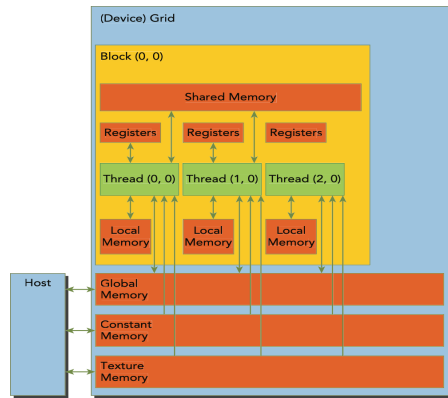 (Device) Grid
Block (0, 0)
Shared Memory
Registers
Registers
Registers
Thread (0, 0)
Thread (1, 0)
Thread (2, 0)
Local
Memory
Local
Memory
Local
Memory
Host
Global
Memory
Constant
Memory
Texture
Memory